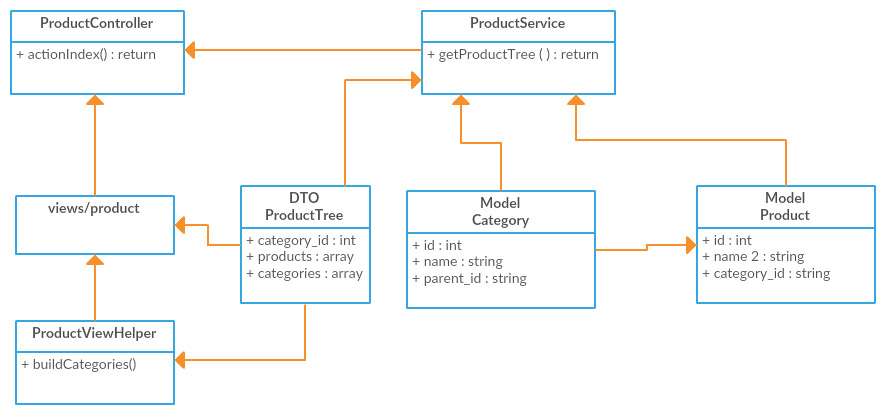 ProductController
+ actionIndex() : return
ProductService
+ getProductTree ( ) : return
views/product
DTO
ProductTree
+ category_id : int
+ products : array
+ categories : array
Model
Category
+ id : int
+ name : string
+ parent_id : string
Model
Product
+ id : int
+ name 2 : string
+ category_id : string
ProductViewHelper
+ buildCategories()